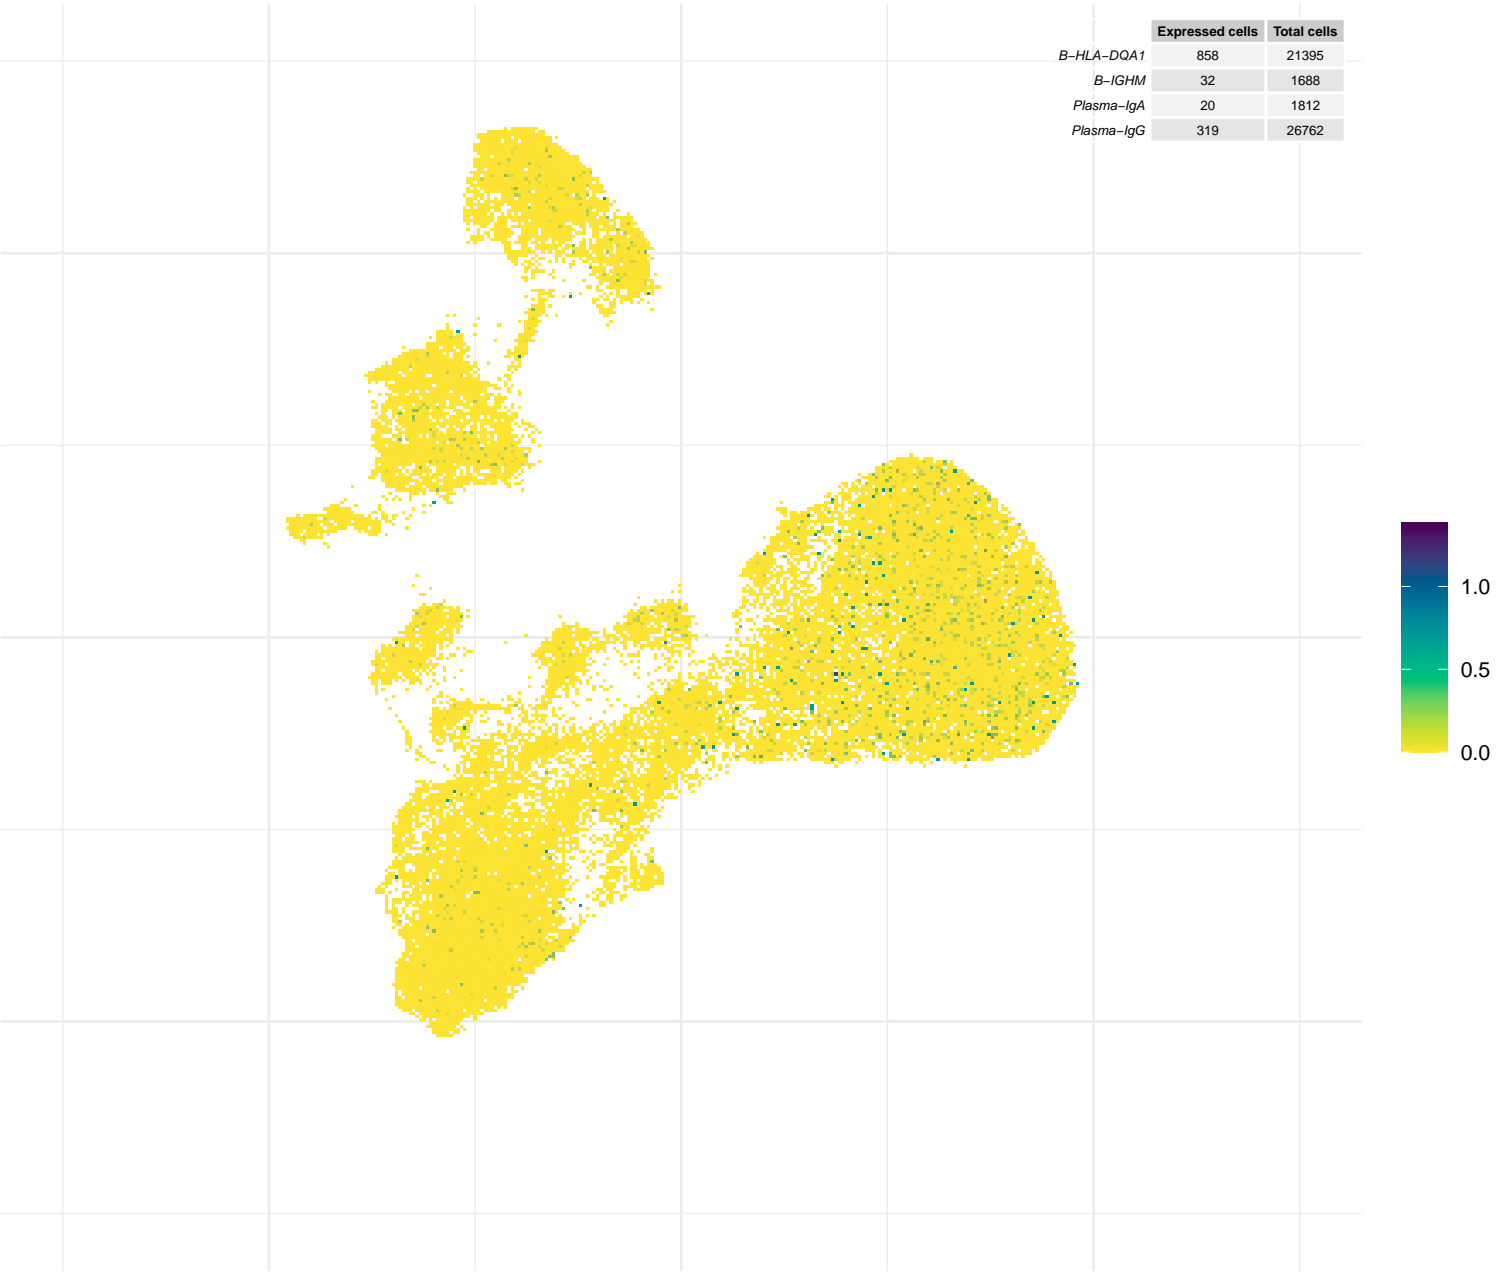 Expressed cells Total cells
B−HLA−DQA1 858 21395
B−IGHM 32 1688
Plasma−IgA 20 1812
Plasma−IgG 319 26762
1.0
0.5
0.0